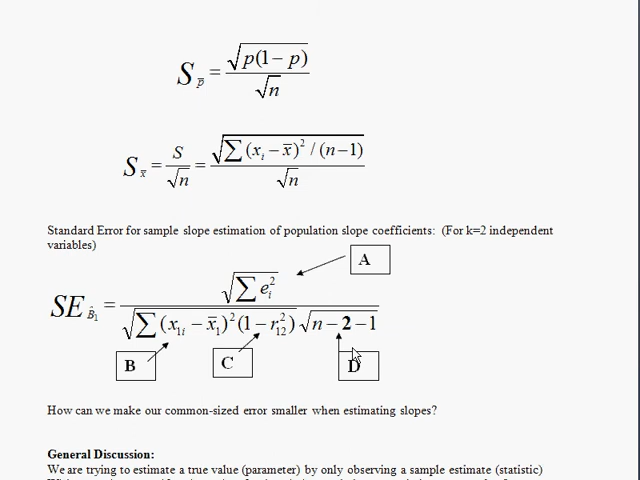 S_p̅ = √p(1 − p) / √n
S_x̅ = S / √n = √∑(x_i − x̅)² / (n−1) / √n
Standard Error for sample slope estimation of population slope coefficients: (For k=2 independent
variables)
A
SE_B̂₁ = √∑e_i² / √∑(x_1i − x̅_1)²(1 − r_12²) √n − 2 − 1
B
C
D
How can we make our common-sized error smaller when estimating slopes?
General Discussion:
We are trying to estimate a true value (parameter) by only observing a sample estimate (statistic)